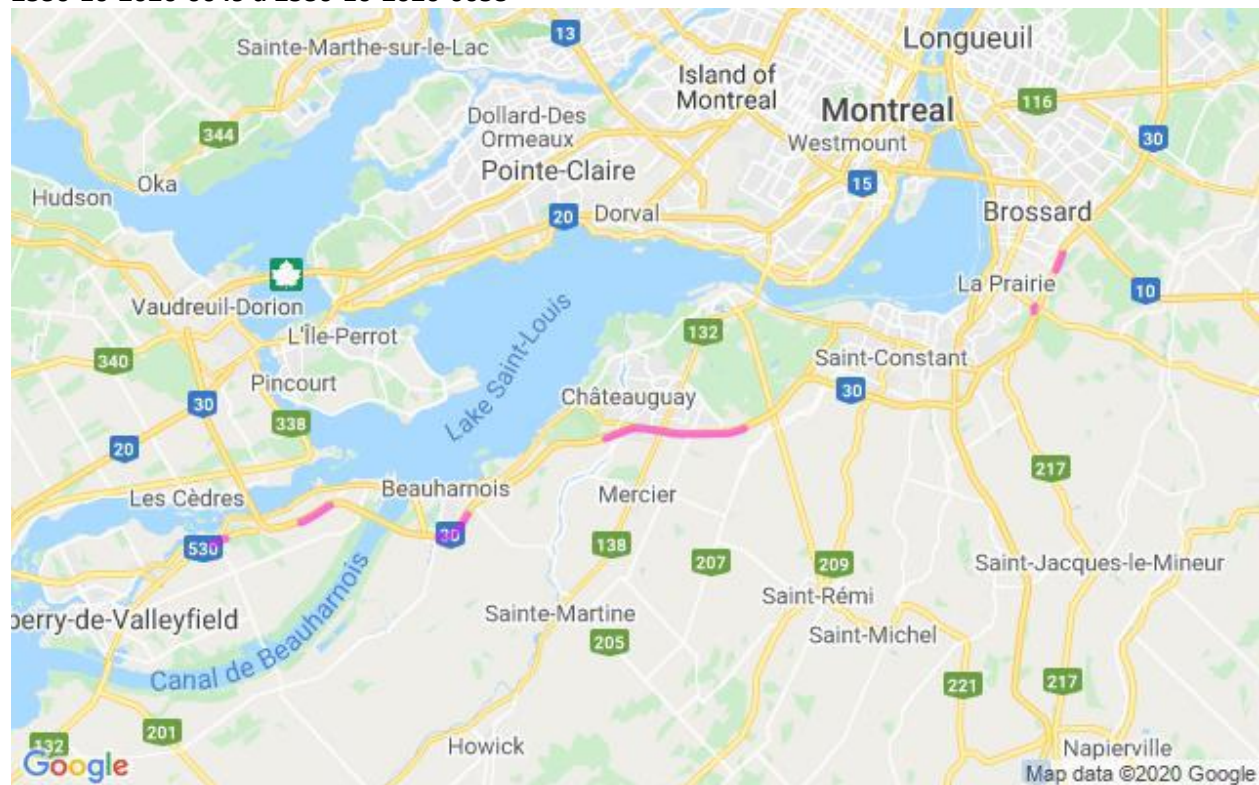 Sainte-Marthe-sur-le-Lac
13
Longueuil
Island of
Montreal
116
344
Dollard-Des
Ormeaux
Montreal
Westmount
30
Oka
Pointe-Claire
15
Hudson
20
Dorval
Brossard
La Prairie
10
Vaudreuil-Dorion
L'Île-Perrot
132
340
Lake Saint-Louis
Saint-Constant
Pincourt
30
Châteauguay
30
338
20
217
Les Cèdres
Beauharnois
Mercier
530
30
138
207
209
Saint-Jacques-le-Mineur
Saint-Rémi
Sainte-Martine
berry-de-Valleyfield
205
Saint-Michel
Canal de Beauharnois
221
217
201
132
Howick
Napierville
Google
Map data ©2020 Google